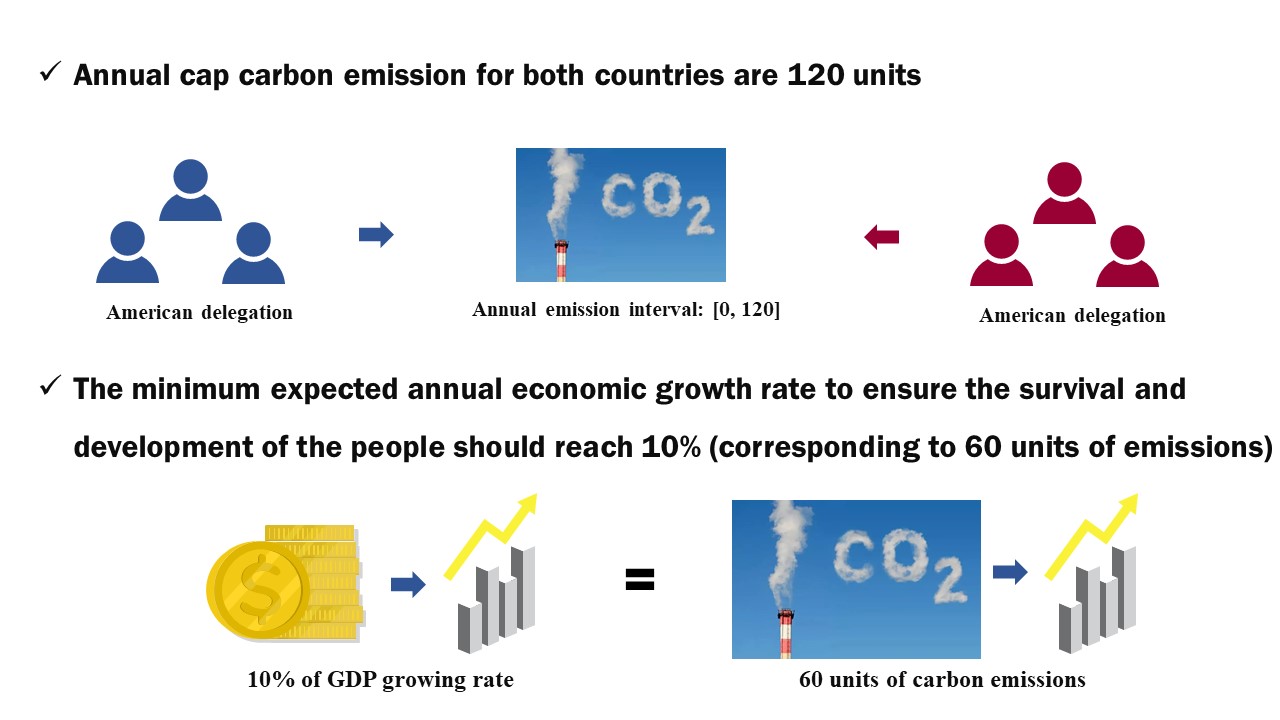 ✓ Annual cap carbon emission for both countries are 120 units
CO2
American delegation
Annual emission interval: [0, 120]
American delegation
✓ The minimum expected annual economic growth rate to ensure the survival and
development of the people should reach 10% (corresponding to 60 units of emissions)
$
=
CO2
10% of GDP growing rate
60 units of carbon emissions